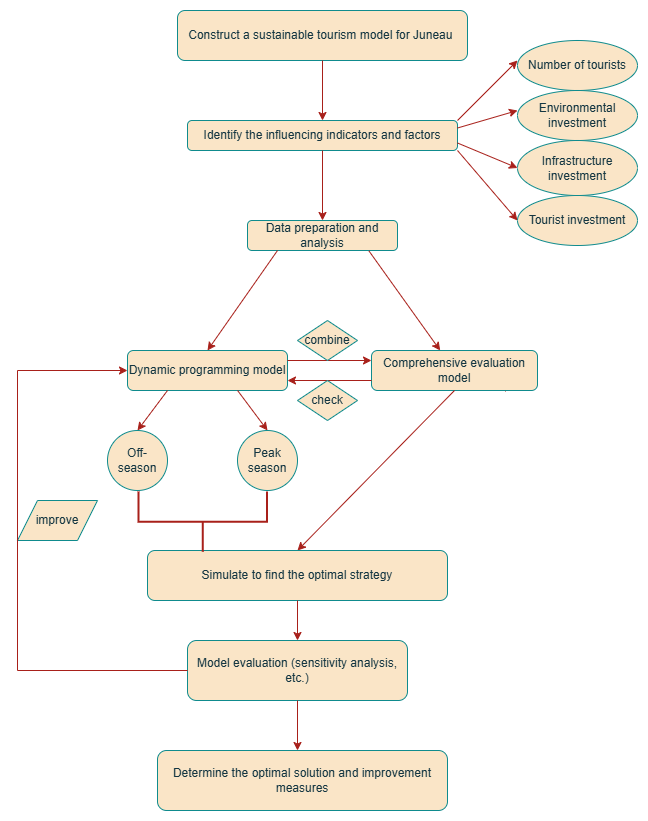 Construct a sustainable tourism model for Juneau
Number of tourists
Environmental
investment
Identify the influencing indicators and factors
Infrastructure
investment
Tourist investment
Data preparation and
analysis
combine
Dynamic programming model
Comprehensive evaluation
model
check
Off-
season
Peak
season
improve
Simulate to find the optimal strategy
Model evaluation (sensitivity analysis,
etc.)
Determine the optimal solution and improvement
measures